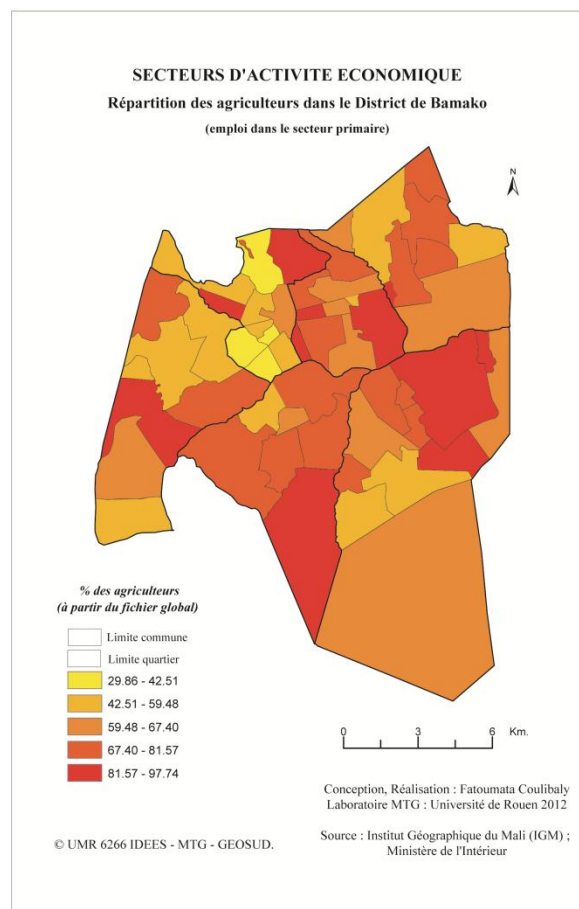 SECTEURS D'ACTIVITE ECONOMIQUE
Répartition des agriculteurs dans le District de Bamako
(emploi dans le secteur primaire)
N
% des agriculteurs
(à partir du fichier global)
Limite commune
Limite quartier
29.86 - 42.51
42.51 - 59.48
59.48 - 67.40
67.40 - 81.57
81.57 - 97.74
0 3 6 Km.
Conception, Réalisation : Fatoumata Coulibaly
Laboratoire MTG : Université de Rouen 2012
© UMR 6266 IDEES - MTG - GEOSUD.
Source : Institut Géographique du Mali (IGM) ;
Ministère de l'Intérieur